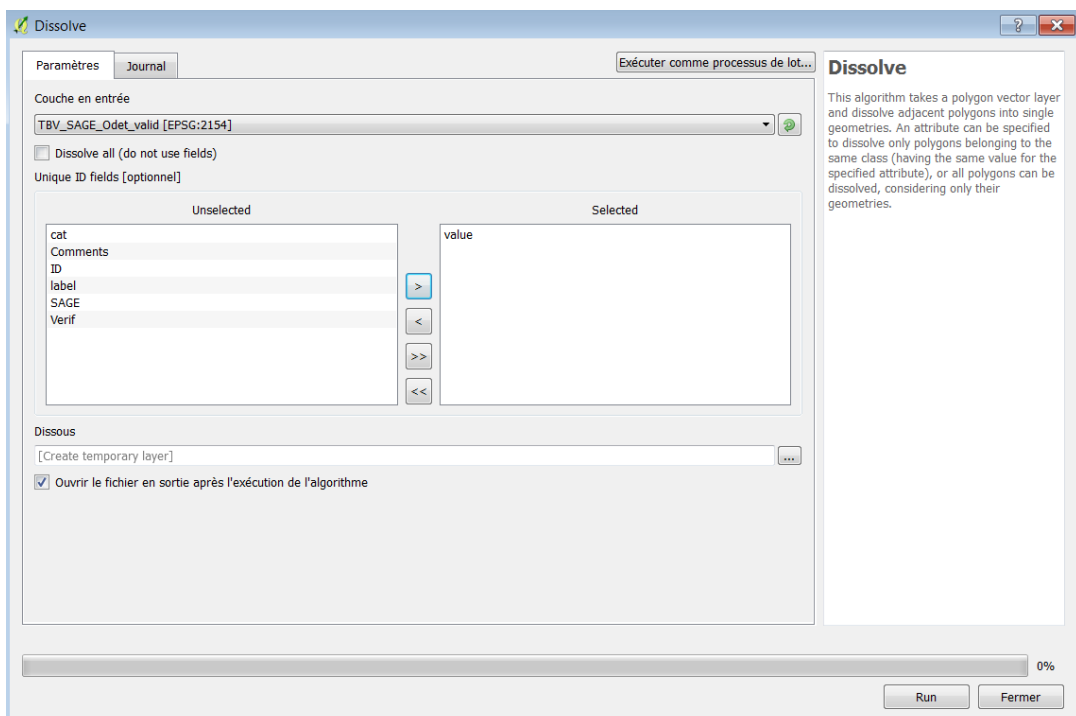 Dissolve
Paramètres
Journal
Exécuter comme processus de lot...
Couche en entrée
TBV_SAGE_Odet_valid [EPSG:2154]
Dissolve all (do not use fields)
Unique ID fields [optionnel]
Unselected
Selected
cat
Comments
ID
label
SAGE
Verif
value
>
<
>>
<<
Dissous
[Create temporary layer]
...
Ouvrir le fichier en sortie après l'exécution de l'algorithme
Dissolve
This algorithm takes a polygon vector layer
and dissolve adjacent polygons into single
geometries. An attribute can be specified
to dissolve only polygons belonging to the
same class (having the same value for the
specified attribute), or all polygons can be
dissolved, considering only their
geometries.
0%
Run
Fermer